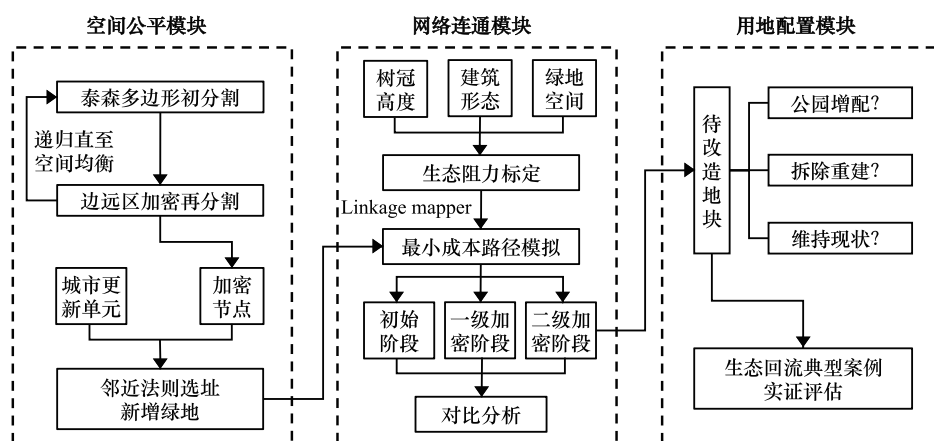 空间公平模块
泰森多边形初分割
递归直至
空间均衡
边远区加密再分割
城市更
新单元
加密
节点
邻近法则选址
新增绿地
网络连通模块
树冠
高度
建筑
形态
绿地
空间
生态阻力标定
Linkage mapper
最小成本路径模拟
初始
阶段
一级加
密阶段
二级加
密阶段
对比分析
用地配置模块
待
改
造
地
块
公园增配?
拆除重建?
维持现状?
生态回流典型案例
实证评估